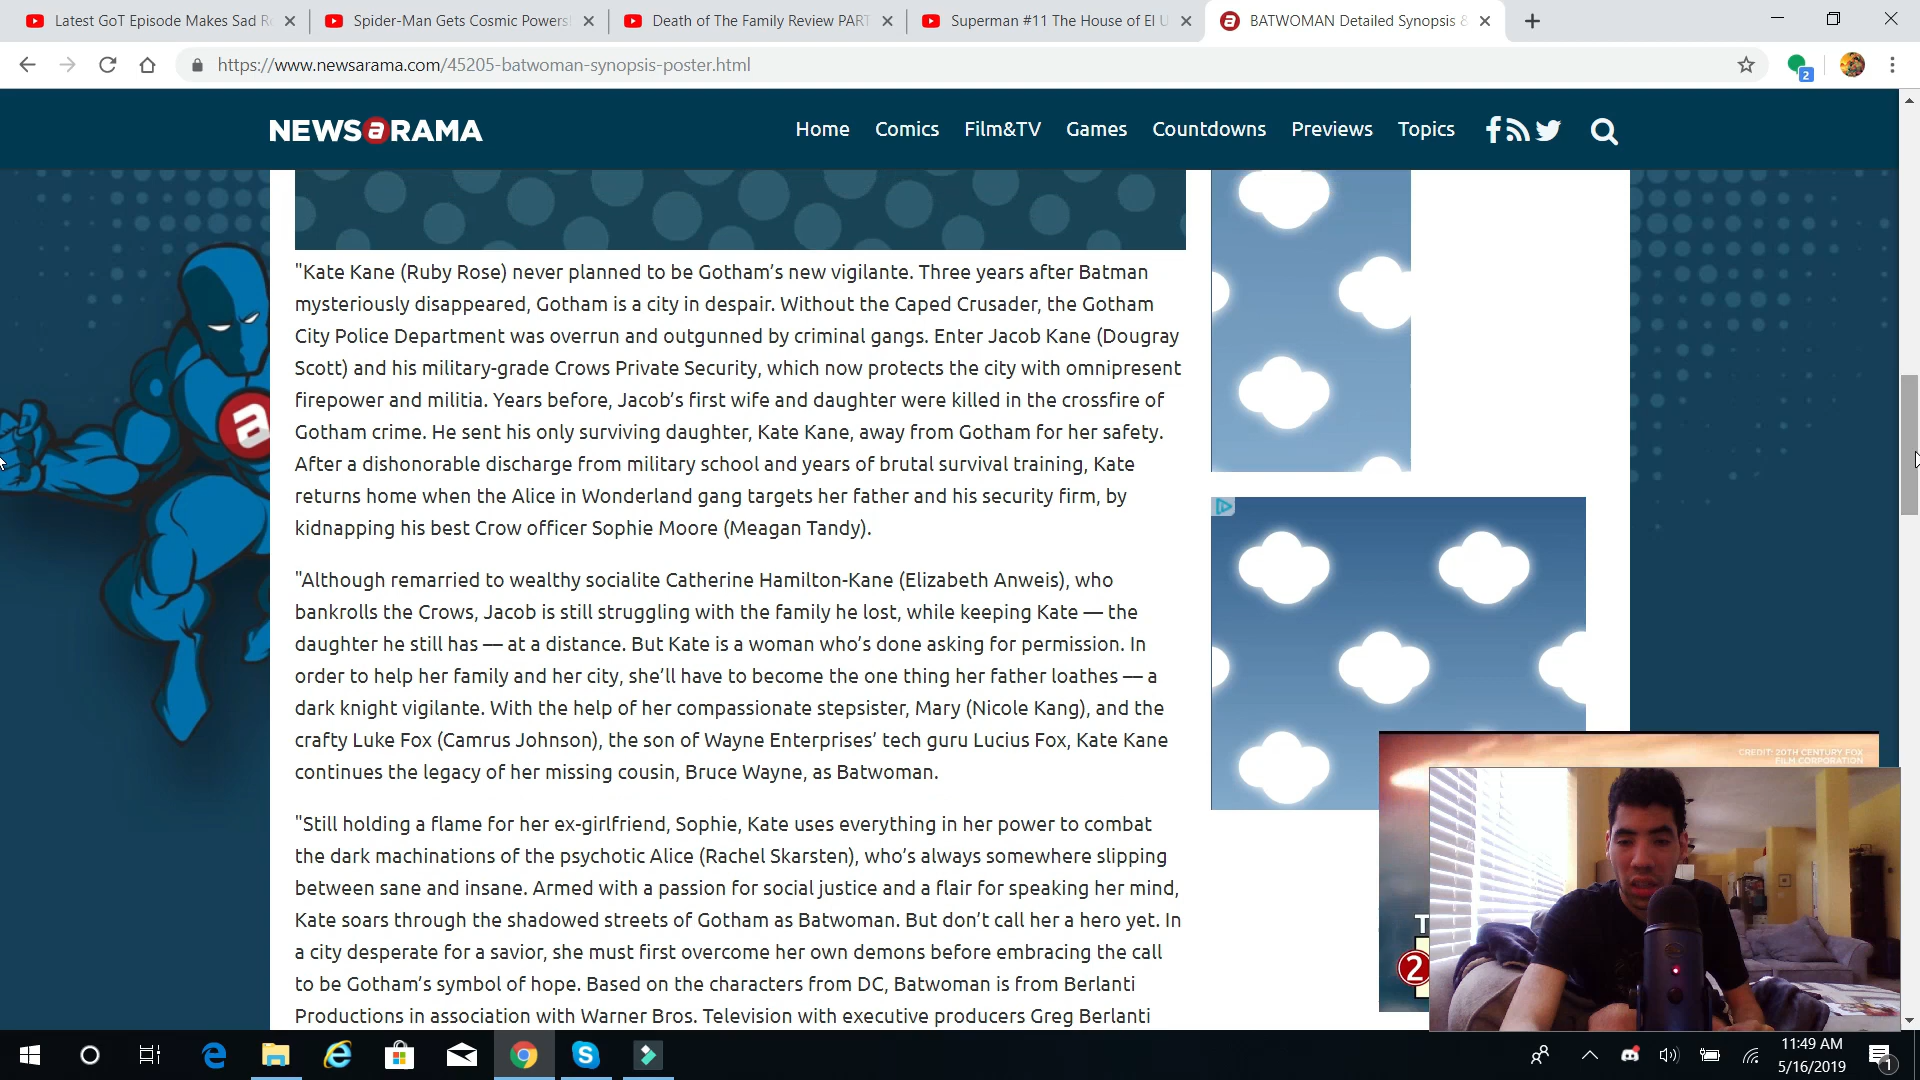 Latest GoT Episode Makes Sad R
Spider-Man Gets Cosmic Powers
Death of The Family Review PART
Superman #11 The House of El U
BATWOMAN Detailed Synopsis &
https://www.newsarama.com/45205-batwoman-synopsis-poster.html
2
NEWSaRAMA
Home
Comics
Film&TV
Games
Countdowns
Previews
Topics
"Kate Kane (Ruby Rose) never planned to be Gotham’s new vigilante. Three years after Batman
mysteriously disappeared, Gotham is a city in despair. Without the Caped Crusader, the Gotham
City Police Department was overrun and outgunned by criminal gangs. Enter Jacob Kane (Dougray
Scott) and his military-grade Crows Private Security, which now protects the city with omnipresent
firepower and militia. Years before, Jacob’s first wife and daughter were killed in the crossfire of
Gotham crime. He sent his only surviving daughter, Kate Kane, away from Gotham for her safety.
After a dishonorable discharge from military school and years of brutal survival training, Kate
returns home when the Alice in Wonderland gang targets her father and his security firm, by
kidnapping his best Crow officer Sophie Moore (Meagan Tandy).
"Although remarried to wealthy socialite Catherine Hamilton-Kane (Elizabeth Anweis), who
bankrolls the Crows, Jacob is still struggling with the family he lost, while keeping Kate — the
daughter he still has — at a distance. But Kate is a woman who’s done asking for permission. In
order to help her family and her city, she’ll have to become the one thing her father loathes — a
dark knight vigilante. With the help of her compassionate stepsister, Mary (Nicole Kang), and the
crafty Luke Fox (Camrus Johnson), the son of Wayne Enterprises’ tech guru Lucius Fox, Kate Kane
continues the legacy of her missing cousin, Bruce Wayne, as Batwoman.
"Still holding a flame for her ex-girlfriend, Sophie, Kate uses everything in her power to combat
the dark machinations of the psychotic Alice (Rachel Skarsten), who’s always somewhere slipping
between sane and insane. Armed with a passion for social justice and a flair for speaking her mind,
Kate soars through the shadowed streets of Gotham as Batwoman. But don’t call her a hero yet. In
a city desperate for a savior, she must first overcome her own demons before embracing the call
to be Gotham’s symbol of hope. Based on the characters from DC, Batwoman is from Berlanti
Productions in association with Warner Bros. Television with executive producers Greg Berlanti
a
CREDIT: 20TH CENTURY FOX
FILM CORPORATION
T
2
11:49 AM
5/16/2019
1